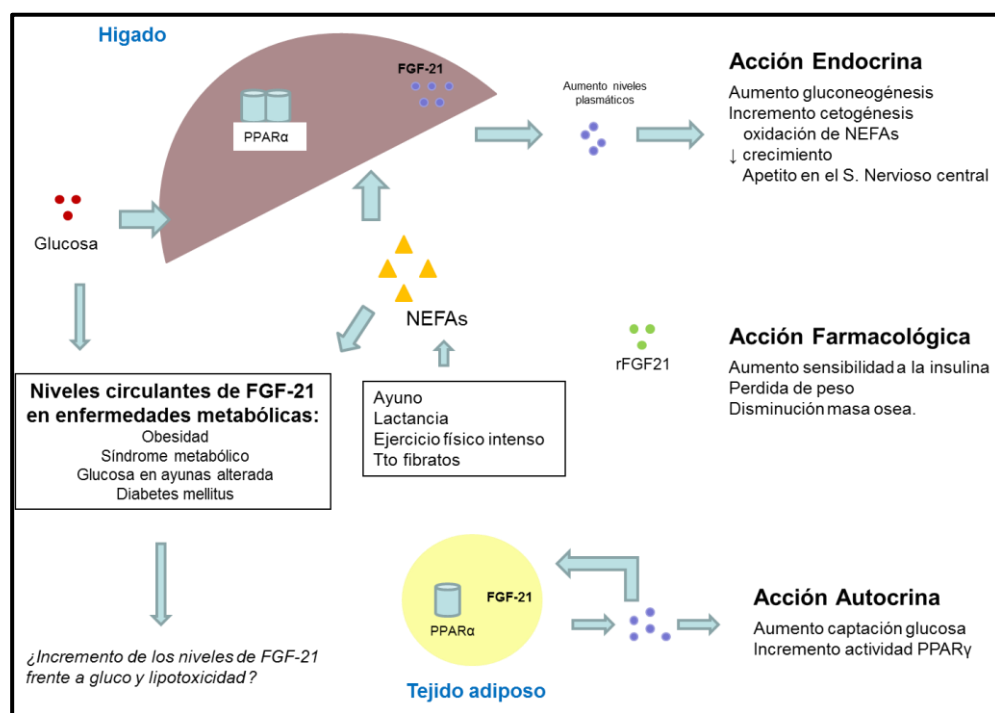 Higado
FGF-21
PPARα
Glucosa
Aumento niveles
plasmáticos
Acción Endocrina
Aumento gluconeogénesis
Incremento cetogénesis
oxidación de NEFAs
↓ crecimiento
Apetito en el S. Nervioso central
NEFAs
rFGF21
Acción Farmacológica
Aumento sensibilidad a la insulina
Perdida de peso
Disminución masa osea.
Niveles circulantes de FGF-21
en enfermedades metabólicas:
Obesidad
Síndrome metabólico
Glucosa en ayunas alterada
Diabetes mellitus
Ayuno
Lactancia
Ejercicio físico intenso
Tto fibratos
¿Incremento de los niveles de FGF-21
frente a gluco y lipotoxicidad?
FGF-21
PPARα
Tejido adiposo
Acción Autocrina
Aumento captación glucosa
Incremento actividad PPARγ